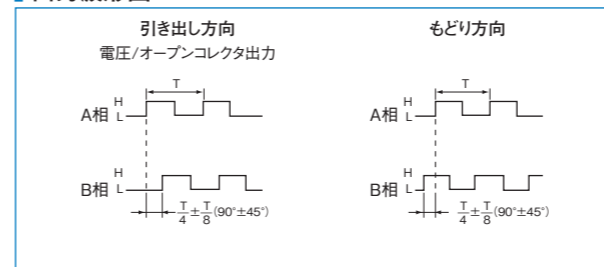 引き出し方向
電圧/オープンコレクタ出力
T
A相 H L
B相 H L
T/4±T/8(90°±45°)
もどり方向
T
A相 H L
B相 H L
T/4±T/8(90°±45°)